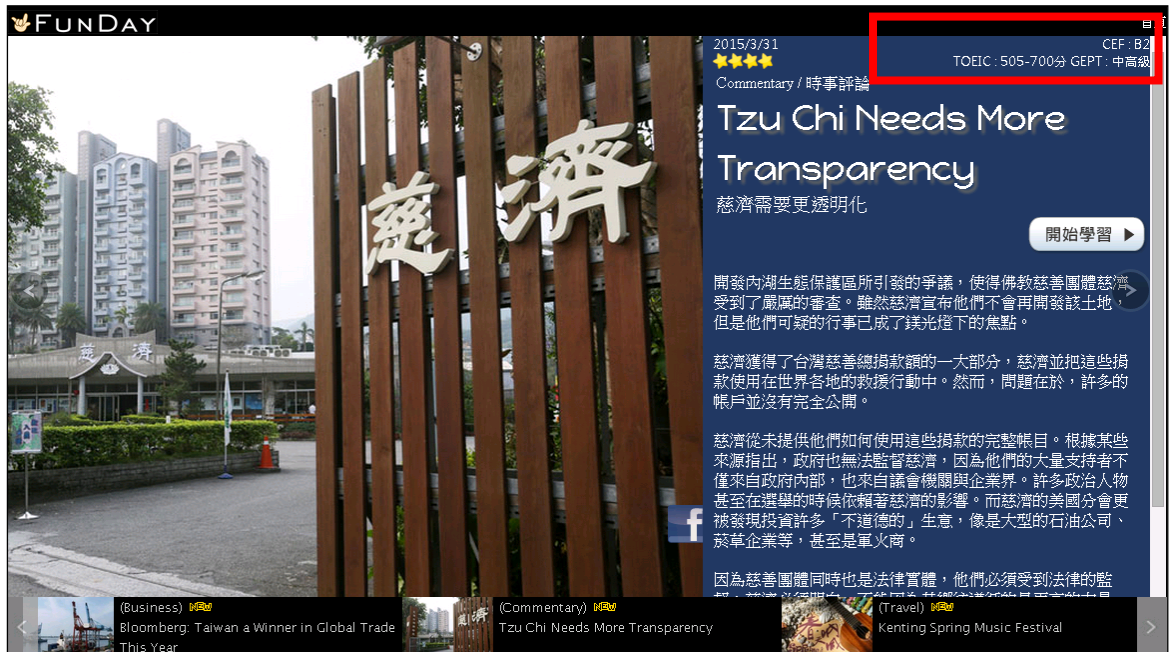 FUNDAY
首頁
2015/3/31
CEF : B2
TOEIC : 505-700分 GEPT : 中高級
Commentary / 時事評論
Tzu Chi Needs More
Transparency
慈濟需要更透明化
開始學習
開發內湖生態保護區所引發的爭議，使得佛教慈善團體慈濟
受到了嚴厲的審查。雖然慈濟宣布他們不會再開發該土地，
但是他們可疑的行事已成了鎂光燈下的焦點。
慈濟獲得了台灣慈善總捐款額的一大部分，慈濟並把這些捐
款使用在世界各地的救援行動中。然而，問題在於，許多的
帳戶並沒有完全公開。
慈濟從未提供他們如何使用這些捐款的完整帳目。根據某些
來源指出，政府也無法監督慈濟，因為他們的大量支持者不
僅來自政府內部，也來自議會機關與企業界。許多政治人物
甚至在選舉的時候依賴著慈濟的影響。而慈濟的美國分會更
被發現投資許多「不道德的」生意，像是大型的石油公司、
菸草企業等，甚至是軍火商。
因為慈善團體同時也是法律實體，他們必須受到法律的監
慈濟
慈濟
f
(Business) NEW
Bloomberg: Taiwan a Winner in Global Trade
This Year
(Commentary) NEW
Tzu Chi Needs More Transparency
(Travel) NEW
Kenting Spring Music Festival